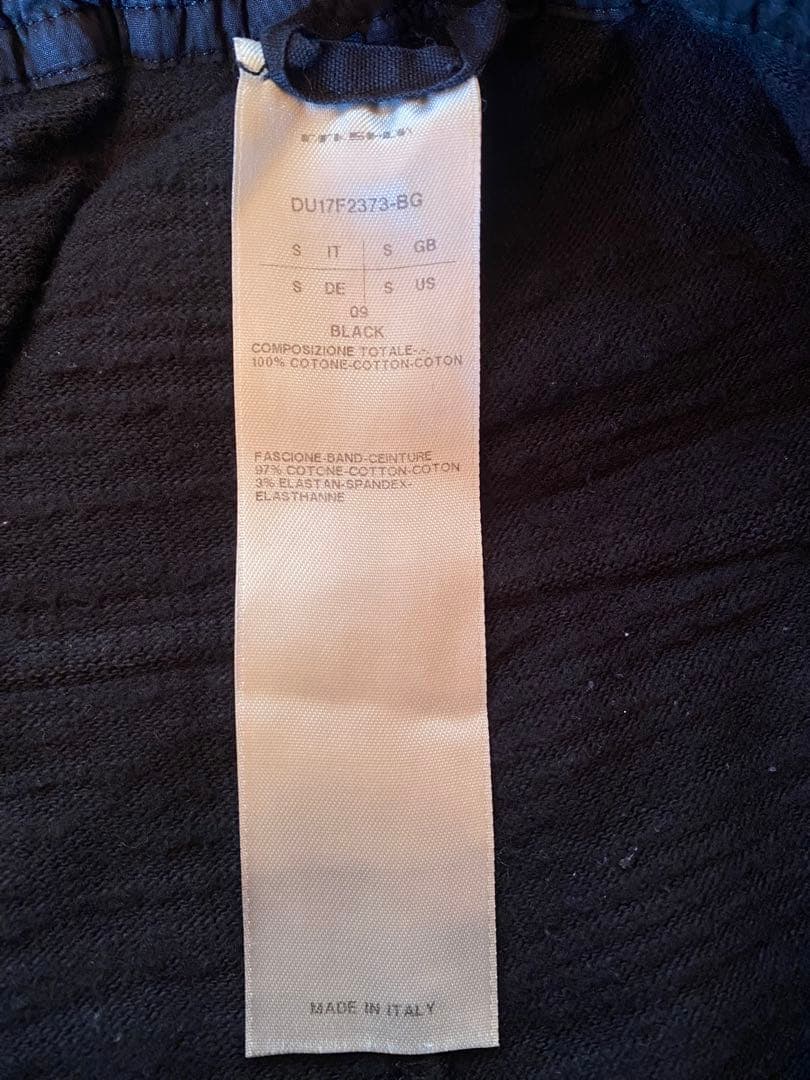 DU17F2373-BG
S IT S GB
S DE S US
09
BLACK
COMPOSIZIONE TOTALE-.-
100% COTONE-COTTON-COTON
FASCIONE-BAND-CEINTURE
97% COTONE-COTTON-COTON
3% ELASTAN-SPANDEX-
ELASTHANNE
MADE IN ITALY